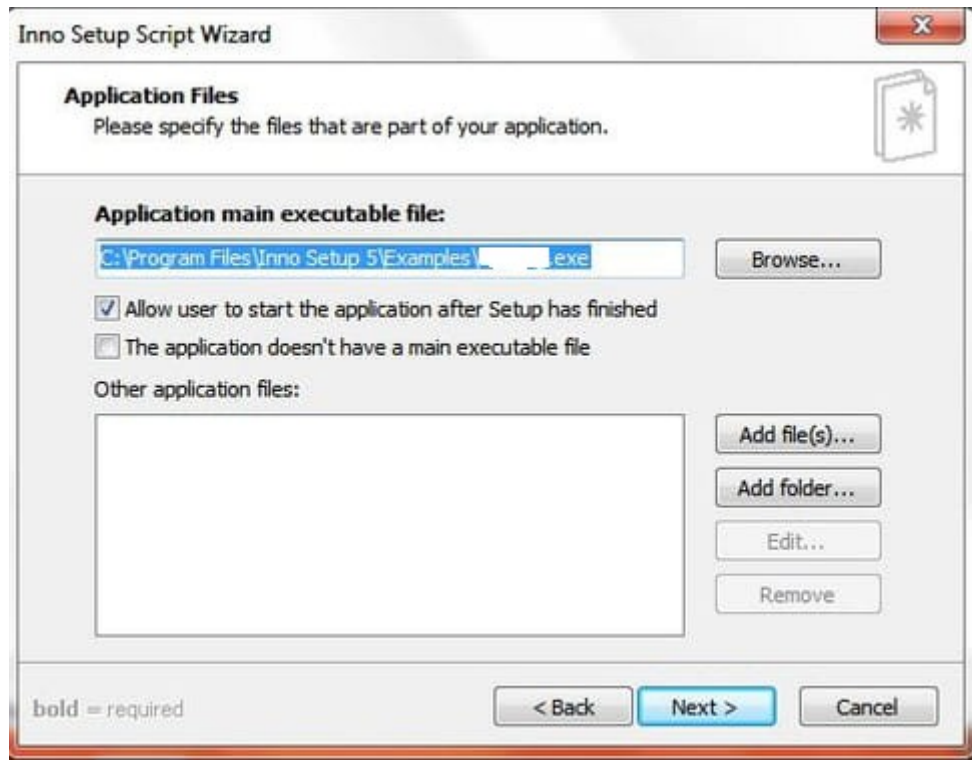 Inno Setup Script Wizard
Application Files
Please specify the files that are part of your application.
Application main executable file:
C:\Program Files\Inno Setup 5\Examples\ .exe
Browse...
Allow user to start the application after Setup has finished
The application doesn't have a main executable file
Other application files:
Add file(s)...
Add folder...
Edit...
Remove
bold = required
< Back
Next >
Cancel